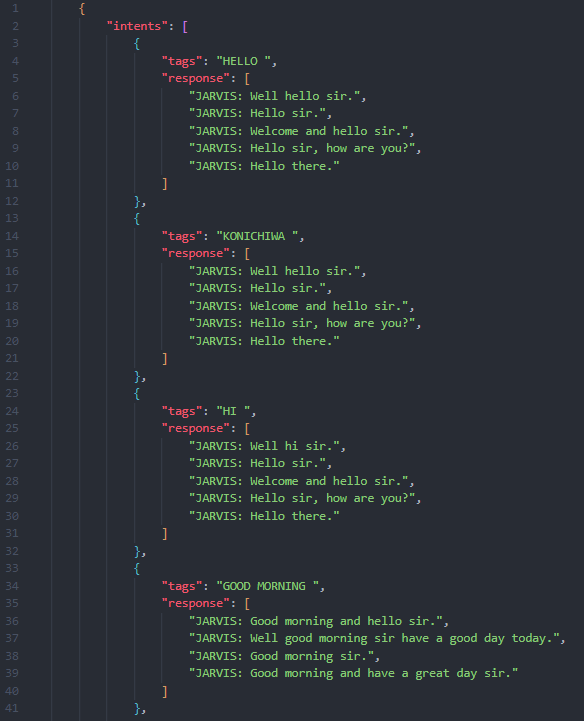 1 {
2 "intents": [
3 {
4 "tags": "HELLO ",
5 "response": [
6 "JARVIS: Well hello sir.",
7 "JARVIS: Hello sir.",
8 "JARVIS: Welcome and hello sir.",
9 "JARVIS: Hello sir, how are you?",
10 "JARVIS: Hello there."
11 ]
12 },
13 {
14 "tags": "KONICHIWA ",
15 "response": [
16 "JARVIS: Well hello sir.",
17 "JARVIS: Hello sir.",
18 "JARVIS: Welcome and hello sir.",
19 "JARVIS: Hello sir, how are you?",
20 "JARVIS: Hello there."
21 ]
22 },
23 {
24 "tags": "HI ",
25 "response": [
26 "JARVIS: Well hi sir.",
27 "JARVIS: Hello sir.",
28 "JARVIS: Welcome and hello sir.",
29 "JARVIS: Hello sir, how are you?",
30 "JARVIS: Hello there."
31 ]
32 },
33 {
34 "tags": "GOOD MORNING ",
35 "response": [
36 "JARVIS: Good morning and hello sir.",
37 "JARVIS: Well good morning sir have a good day today.",
38 "JARVIS: Good morning sir.",
39 "JARVIS: Good morning and have a great day sir."
40 ]
41 },